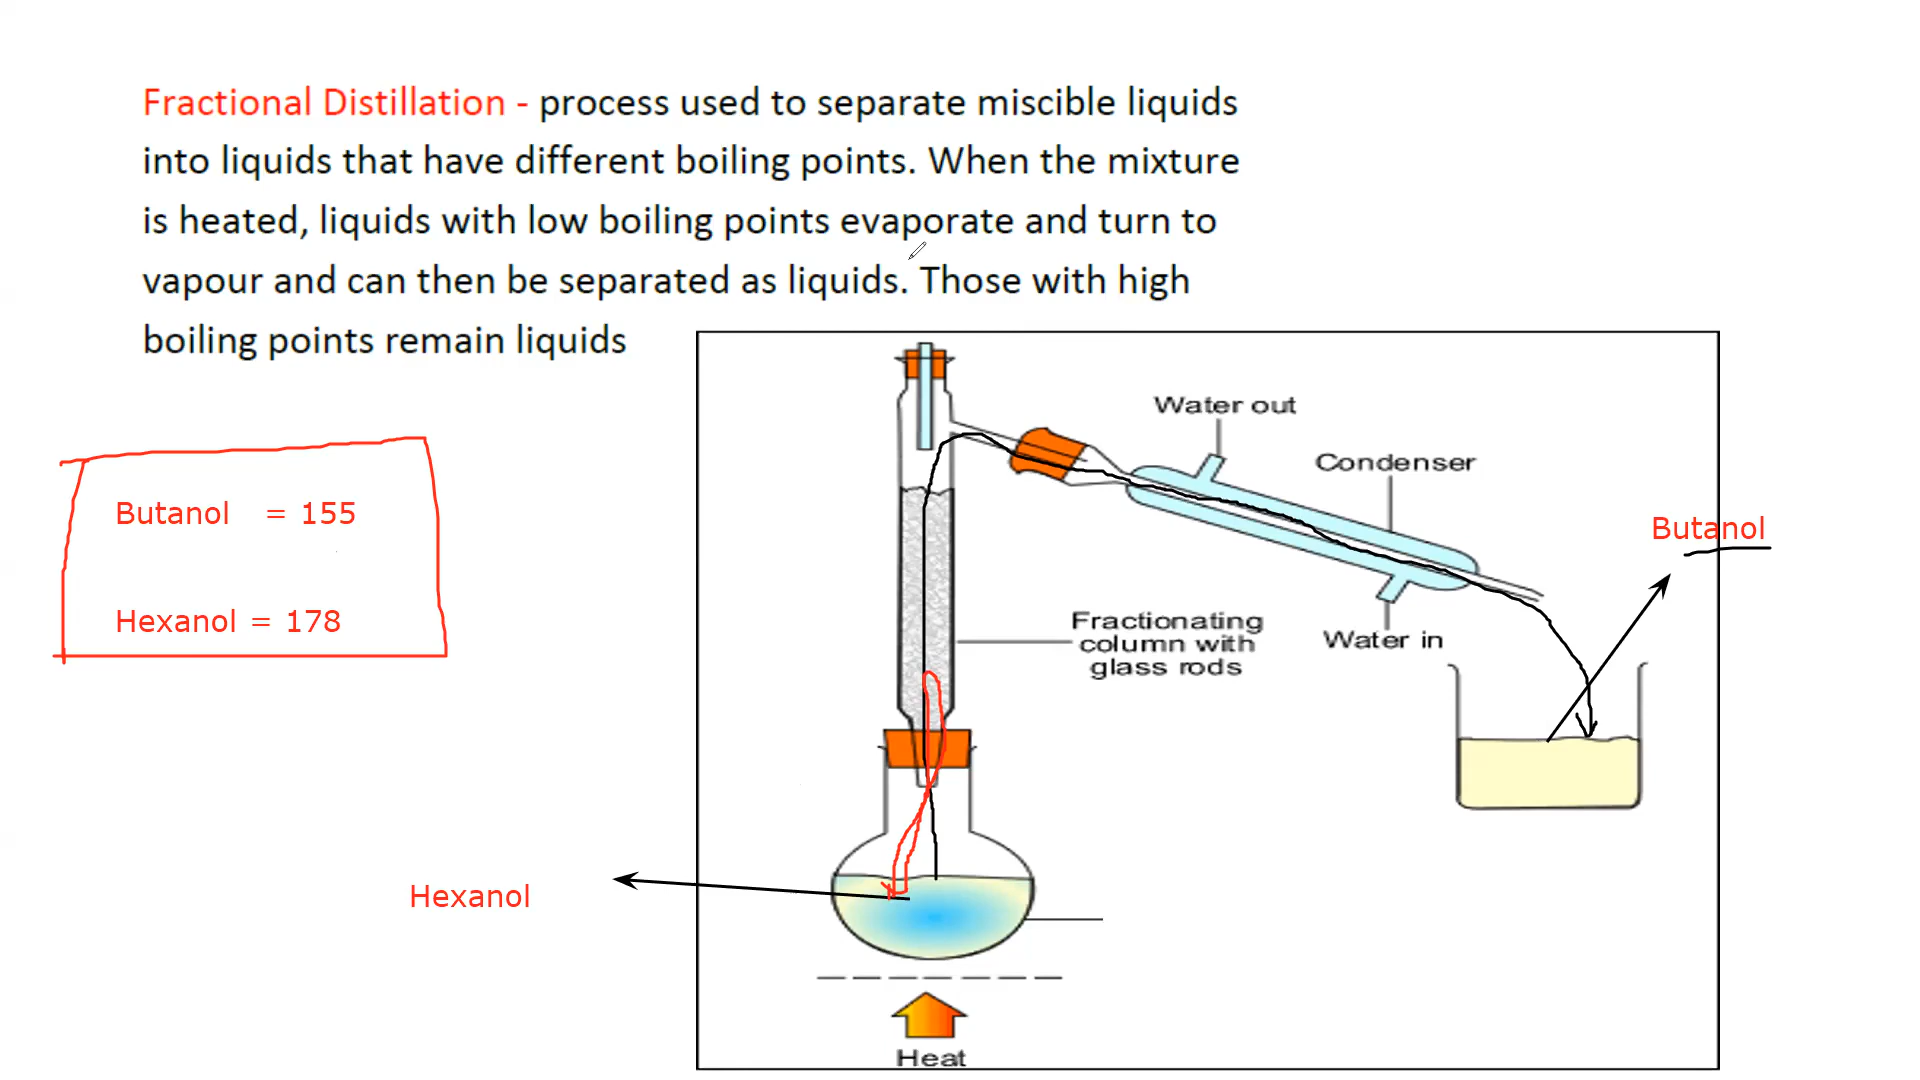 Fractional Distillation - process used to separate miscible liquids
into liquids that have different boiling points. When the mixture
is heated, liquids with low boiling points evaporate and turn to
vapour and can then be separated as liquids. Those with high
boiling points remain liquids
Butanol = 155
Hexanol = 178
Water out
Condenser
Butanol
Fractionating
column with
glass rods
Water in
Hexanol
Heat